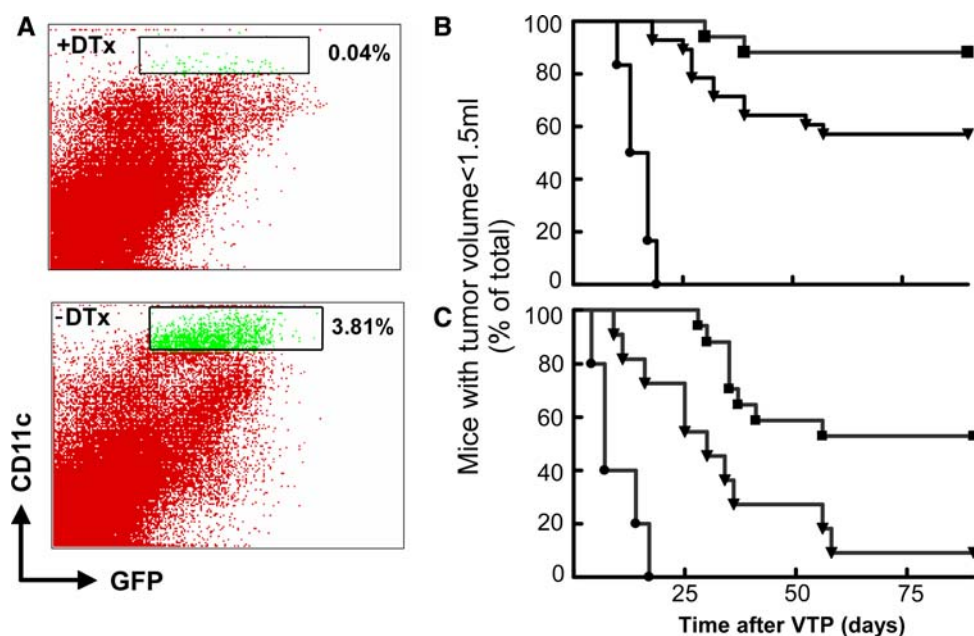 A
+DTx
0.04%
-DTx
3.81%
CD11c
GFP
B
100
80
60
40
20
0
C
100
80
60
40
20
0
25
50
75
Mice with tumor volume<1.5ml
(% of total)
Time after VTP (days)